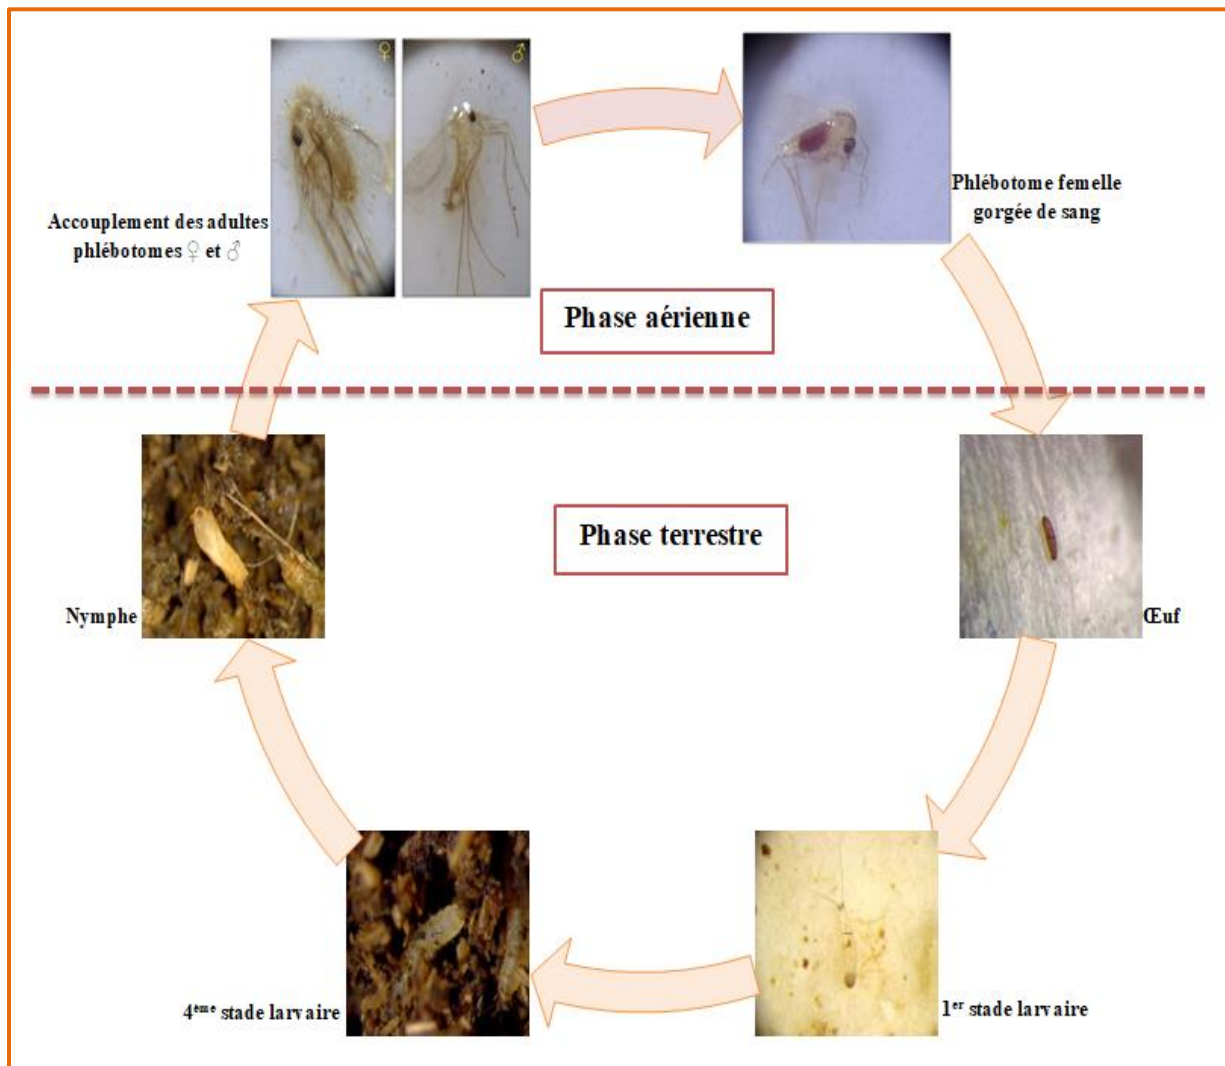 ♀
♂
Accouplement des adultes
phlébotomes ♀ et ♂
Phlébotome femelle
gorgée de sang
Phase aérienne
Phase terrestre
Nymphe
Œuf
4ème stade larvaire
1er stade larvaire